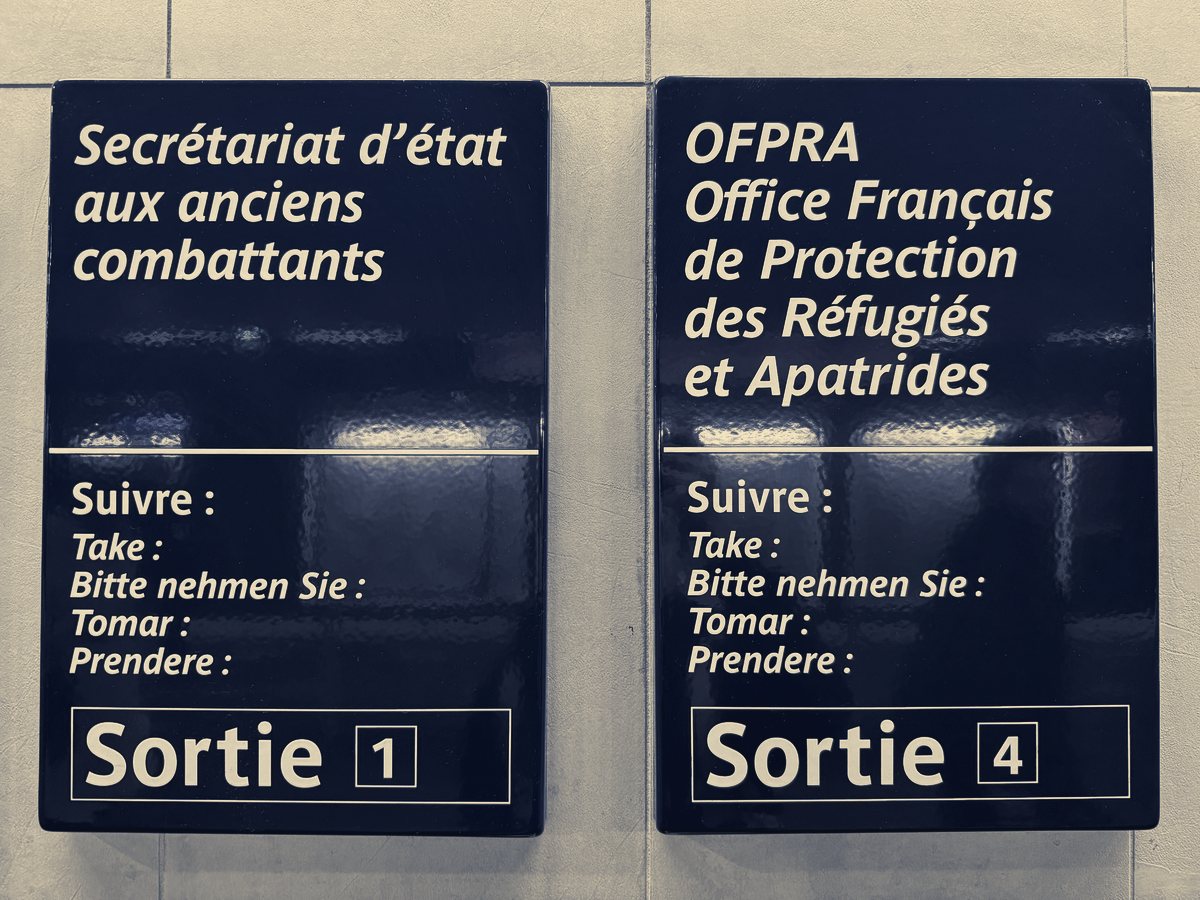 Secrétariat d'état
aux anciens
combattants
Suivre :
Take :
Bitte nehmen Sie :
Tomar :
Prendere :
Sortie 1
OFPRA
Office Français
de Protection
des Réfugiés
et Apatrides
Suivre :
Take :
Bitte nehmen Sie :
Tomar :
Prendere :
Sortie 4